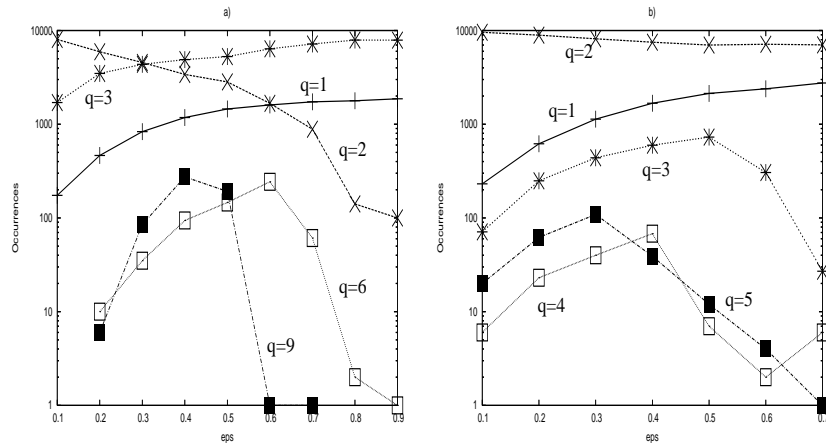 a)
10000
1000
100
10
1
Occurrences
0.1 0.2 0.3 0.4 0.5 0.6 0.7 0.8 0.9
eps
q=3
q=1
q=2
q=6
q=9
b)
10000
1000
100
10
1
Occurrences
0.1 0.2 0.3 0.4 0.5 0.6 0.7
eps
q=2
q=1
q=3
q=5
q=4